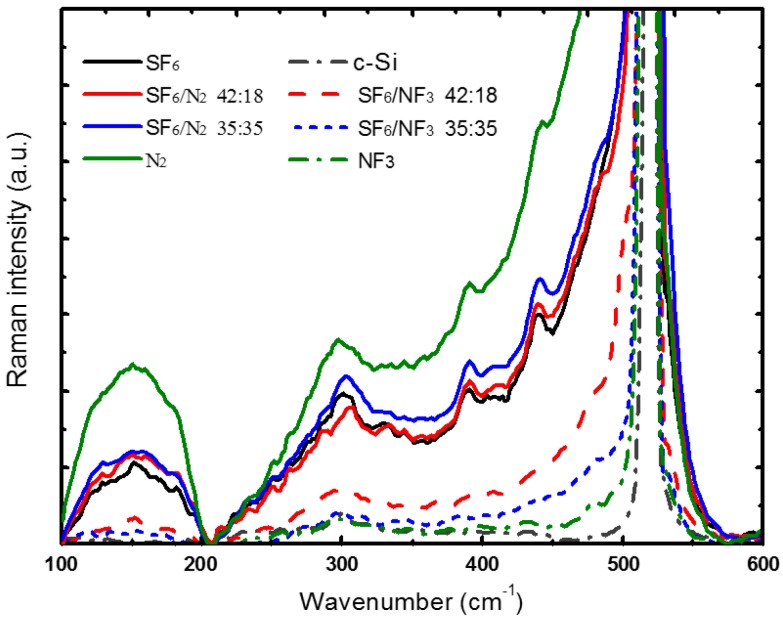 SF6
SF6/N2 42:18
SF6/N2 35:35
N2
c-Si
SF6/NF3 42:18
SF6/NF3 35:35
NF3
Raman intensity (a.u.)
100 200 300 400 500 600
Wavenumber (cm-1)